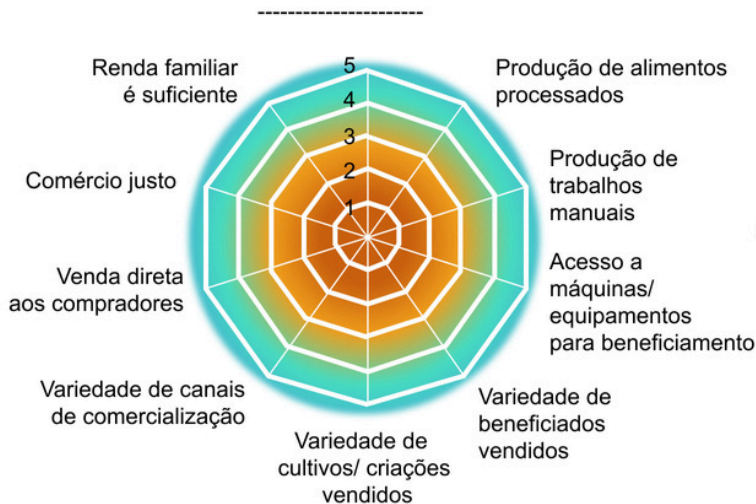 ----------------------
5
4
3
2
1
Renda familiar
é suficiente
Produção de alimentos
processados
Comércio justo
Produção de
trabalhos
manuais
Venda direta
aos compradores
Acesso a
máquinas/
equipamentos
para beneficiamento
Variedade de canais
de comercialização
Variedade de
beneficiados
vendidos
Variedade de
cultivos/ criações
vendidos